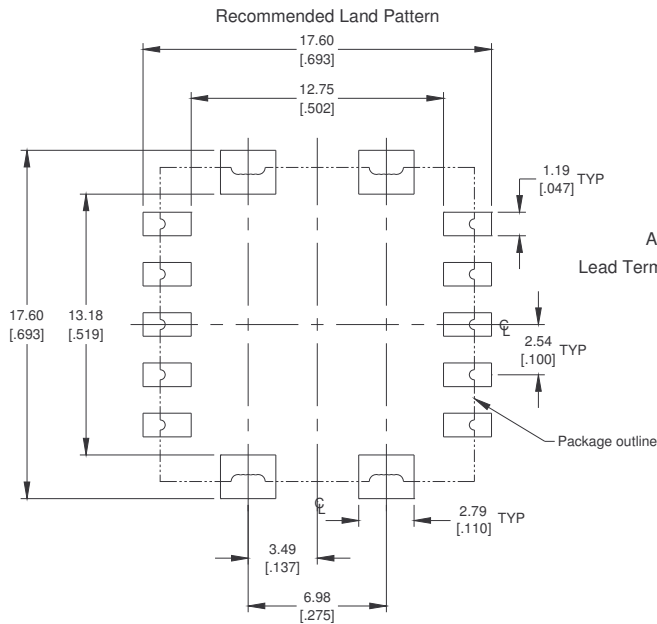 Recommended Land Pattern
17.60
[.693]
12.75
[.502]
1.19
[.047]
TYP
A
Lead Term
℄
17.60
[.693]
13.18
[.519]
2.54
[.100]
TYP
Package outline
℄
2.79
[.110]
TYP
3.49
[.137]
6.98
[.275]